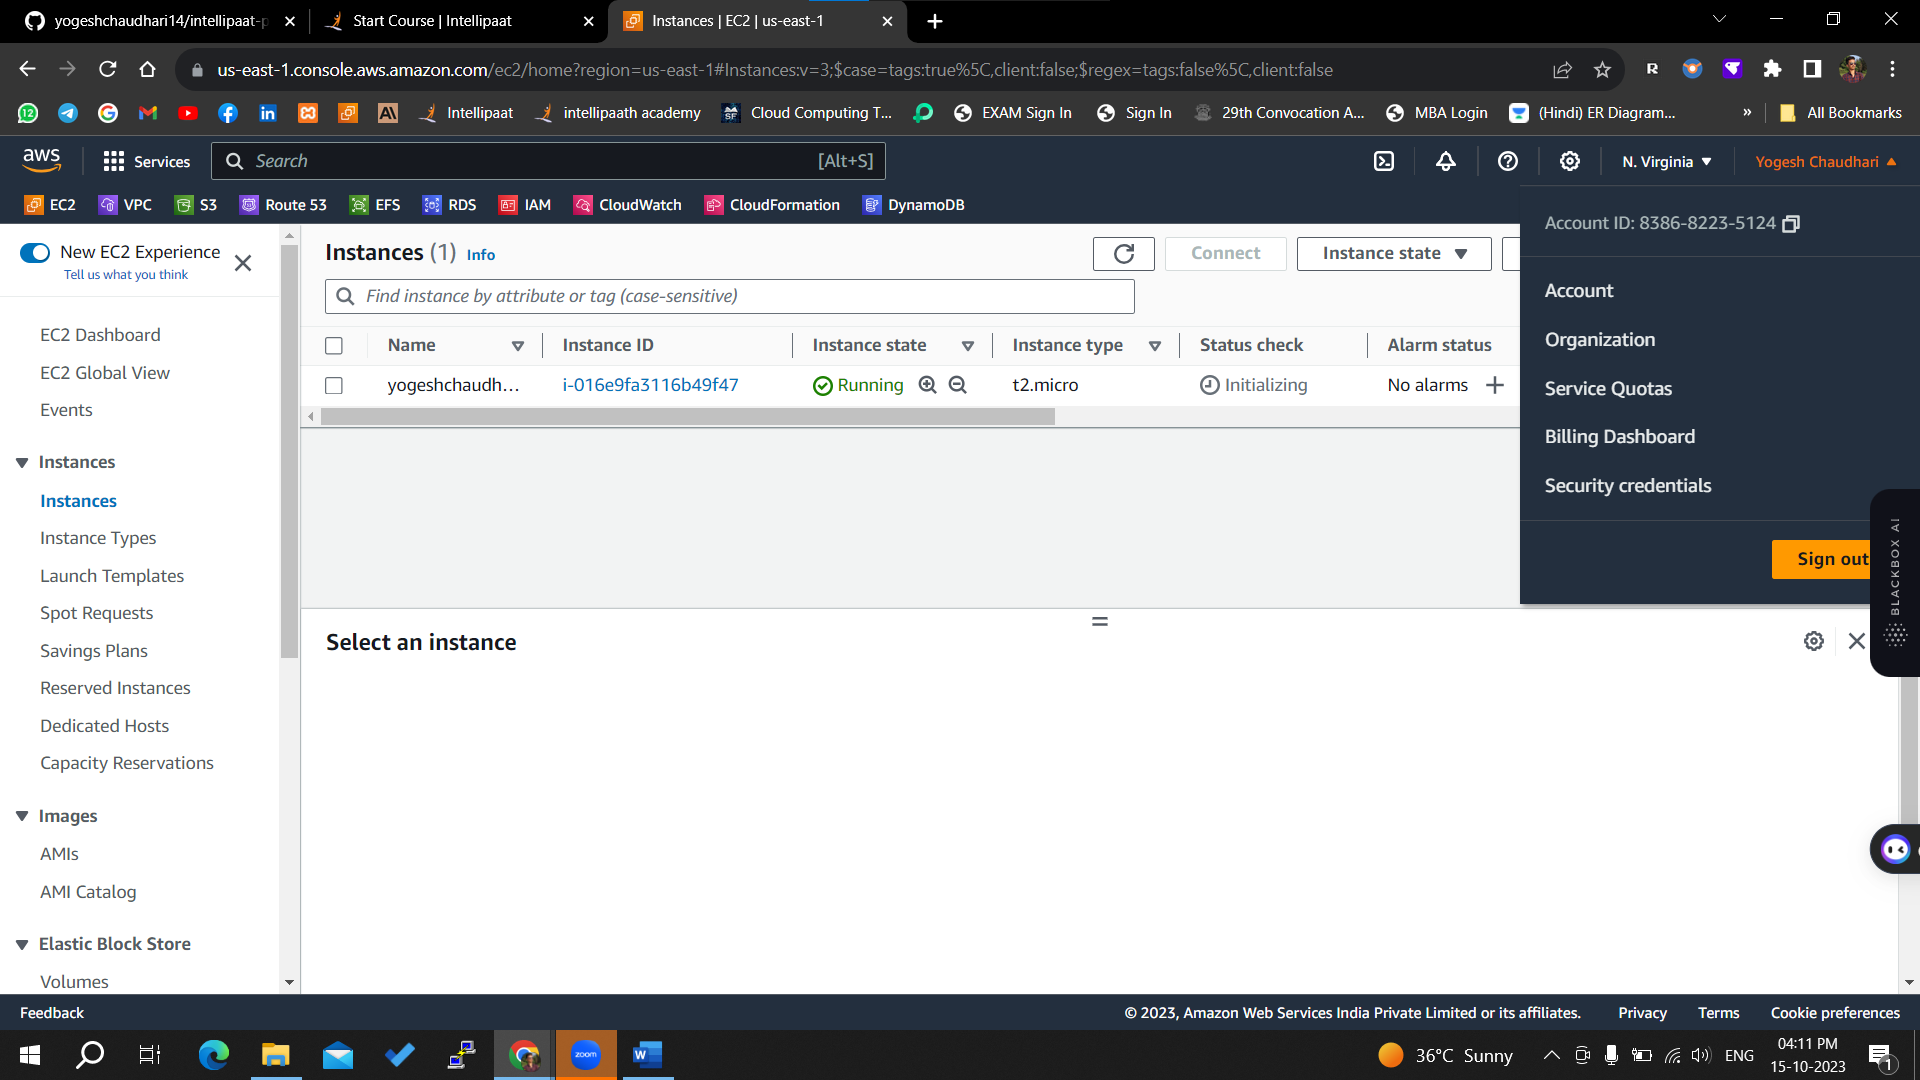 yogeshchaudhari14/intellipaat-p
Start Course | Intellipaat
Instances | EC2 | us-east-1
us-east-1.console.aws.amazon.com/ec2/home?region=us-east-1#Instances:v=3;$case=tags:true%5C,client:false;$regex=tags:false%5C,client:false
12
Intellipaat
intellipaath academy
Cloud Computing T...
EXAM Sign In
Sign In
29th Convocation A...
MBA Login
(Hindi) ER Diagram...
»
All Bookmarks
aws
Services
Search
[Alt+S]
N. Virginia
Yogesh Chaudhari
EC2
VPC
S3
Route 53
EFS
RDS
IAM
CloudWatch
CloudFormation
DynamoDB
Account ID: 8386-8223-5124
Account
Organization
Service Quotas
Billing Dashboard
Security credentials
Sign out
BLACKBOX AI
New EC2 Experience
Tell us what you think
EC2 Dashboard
EC2 Global View
Events
Instances
Instances
Instance Types
Launch Templates
Spot Requests
Savings Plans
Reserved Instances
Dedicated Hosts
Capacity Reservations
Images
AMIs
AMI Catalog
Elastic Block Store
Volumes
Instances (1) Info
Connect
Instance state
Find instance by attribute or tag (case-sensitive)
Name
Instance ID
Instance state
Instance type
Status check
Alarm status
yogeshchaudh...
i-016e9fa3116b49f47
Running
t2.micro
Initializing
No alarms
Select an instance
Feedback
© 2023, Amazon Web Services India Private Limited or its affiliates.
Privacy
Terms
Cookie preferences
zoom
W
36°C Sunny
ENG
04:11 PM
15-10-2023
1